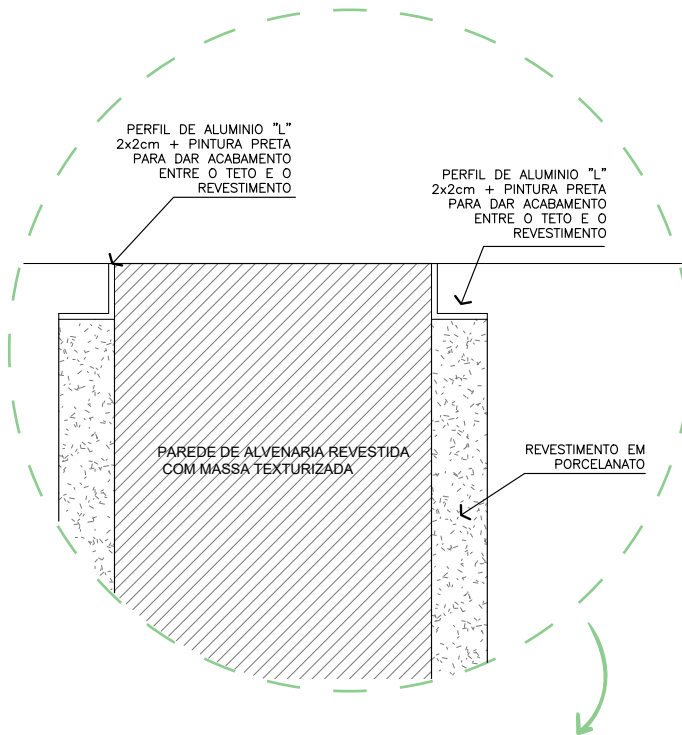 PERFIL DE ALUMINIO "L"
2x2cm + PINTURA PRETA
PARA DAR ACABAMENTO
ENTRE O TETO E O
REVESTIMENTO
PERFIL DE ALUMINIO "L"
2x2cm + PINTURA PRETA
PARA DAR ACABAMENTO
ENTRE O TETO E O
REVESTIMENTO
PAREDE DE ALVENARIA REVESTIDA
COM MASSA TEXTURIZADA
REVESTIMENTO EM
PORCELANATO